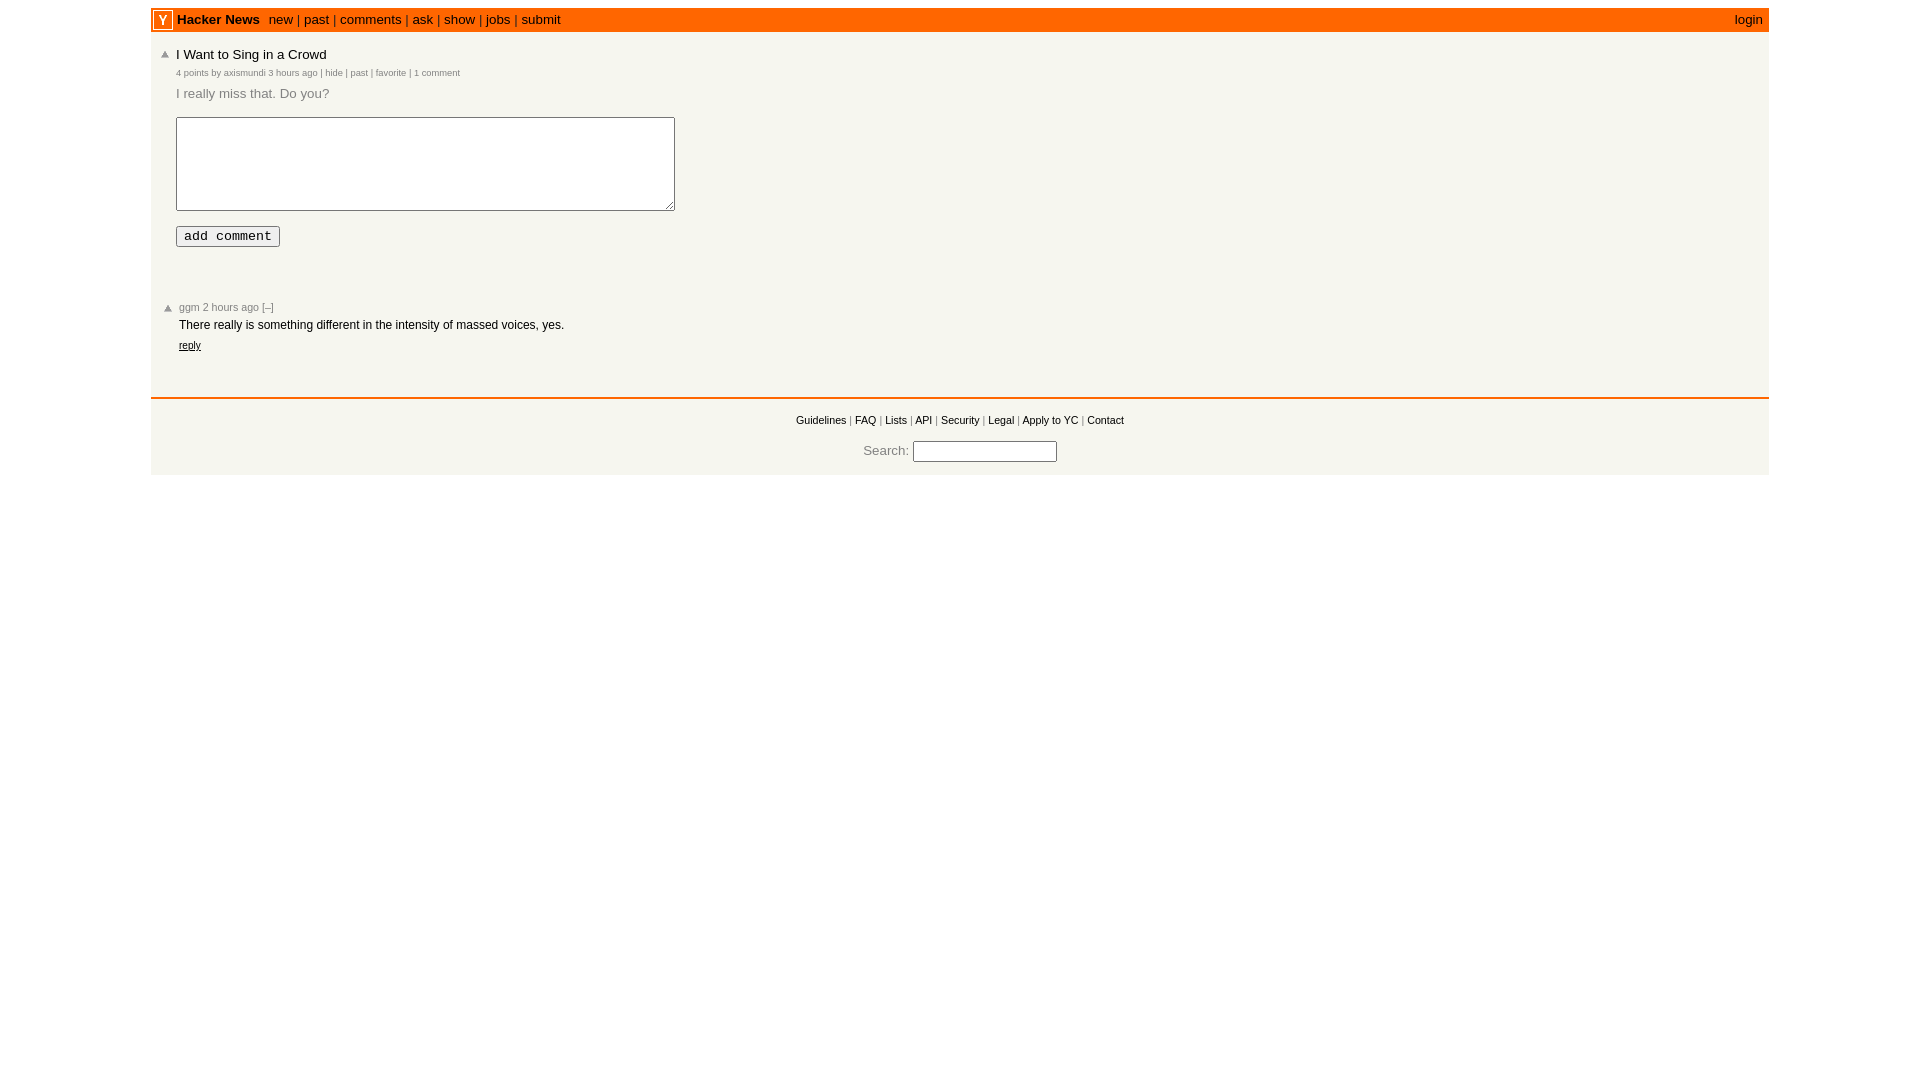 Y Hacker News new | past | comments | ask | show | jobs | submit login
I Want to Sing in a Crowd
4 points by axismundi 3 hours ago | hide | past | favorite | 1 comment
I really miss that. Do you?
add comment
ggm 2 hours ago [–]
There really is something different in the intensity of massed voices, yes.
reply
Guidelines | FAQ | Lists | API | Security | Legal | Apply to YC | Contact
Search: